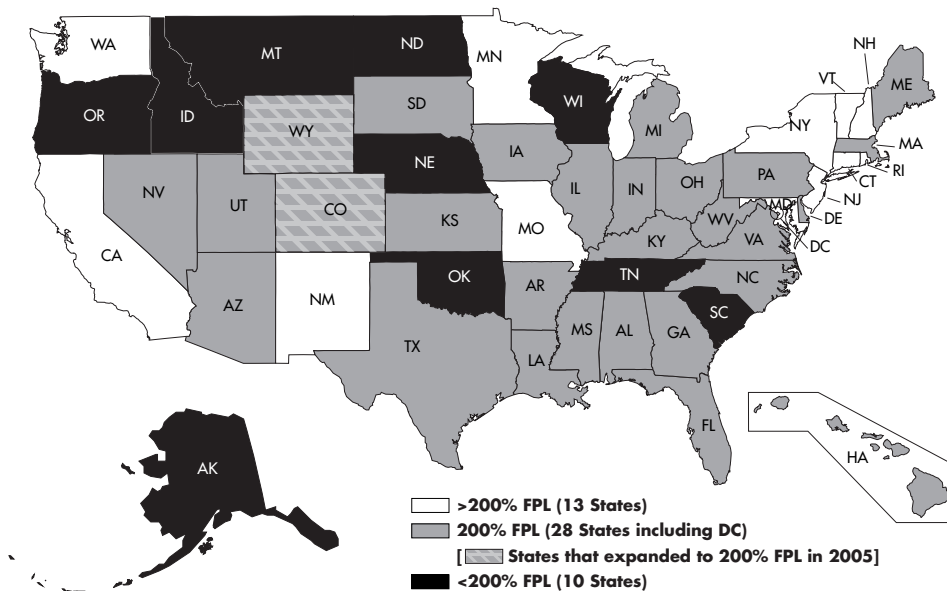 WA
MT
ND
MN
NH
VT
ME
OR
ID
SD
WI
NY
WY
MI
MA
IA
NE
PA
RI
CT
NV
UT
CO
IL
IN
OH
NJ
MD
DE
KS
MO
WV
VA
KY
DC
CA
OK
TN
NC
AZ
NM
AR
SC
MS
AL
GA
TX
LA
FL
HA
AK
>200% FPL (13 States)
200% FPL (28 States including DC)
[ States that expanded to 200% FPL in 2005]
<200% FPL (10 States)